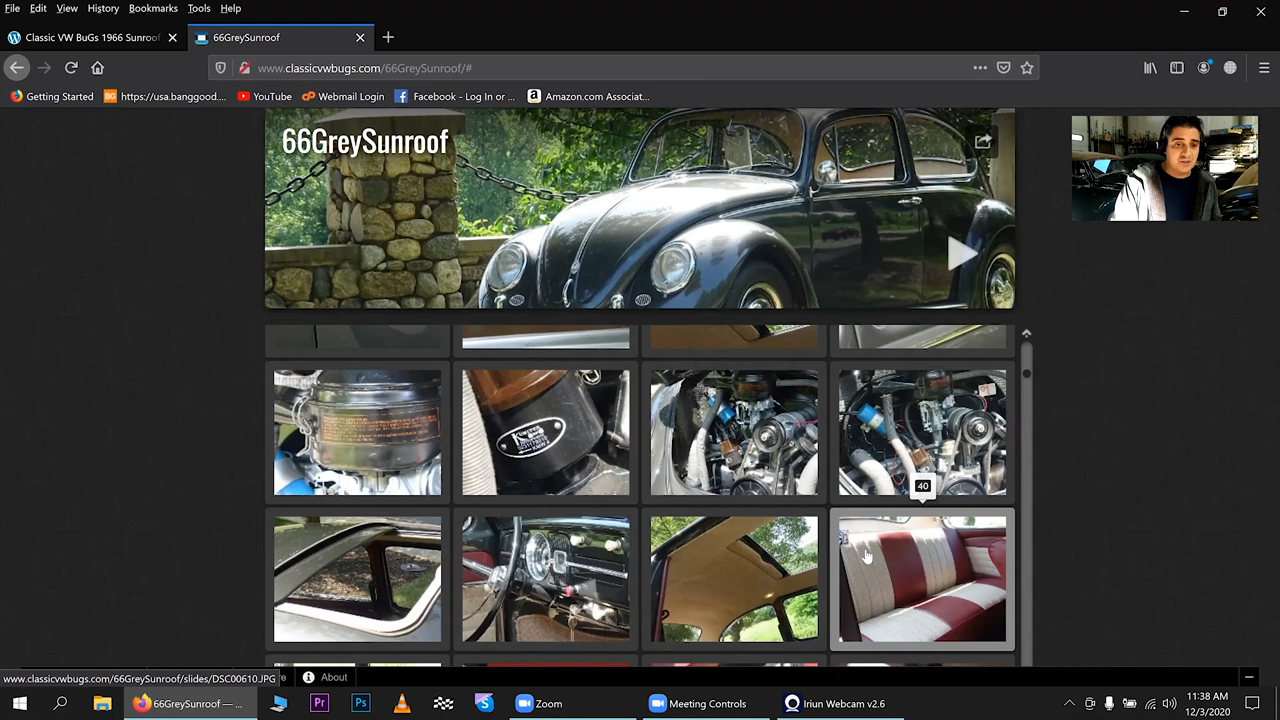 File Edit View History Bookmarks Tools Help
Classic VW BuGs 1966 Sunroof
66GreySunroof
www.classicvwbugs.com/66GreySunroof/#
Getting Started
https://usa.banggood....
YouTube
Webmail Login
Facebook - Log In or ...
Amazon.com Associat...
66GreySunroof
40
www.classicvwbugs.com/66GreySunroof/slides/DSC00610.JPG
About
66GreySunroof — ...
Zoom
Meeting Controls
Iriun Webcam v2.6
11:38 AM
12/3/2020